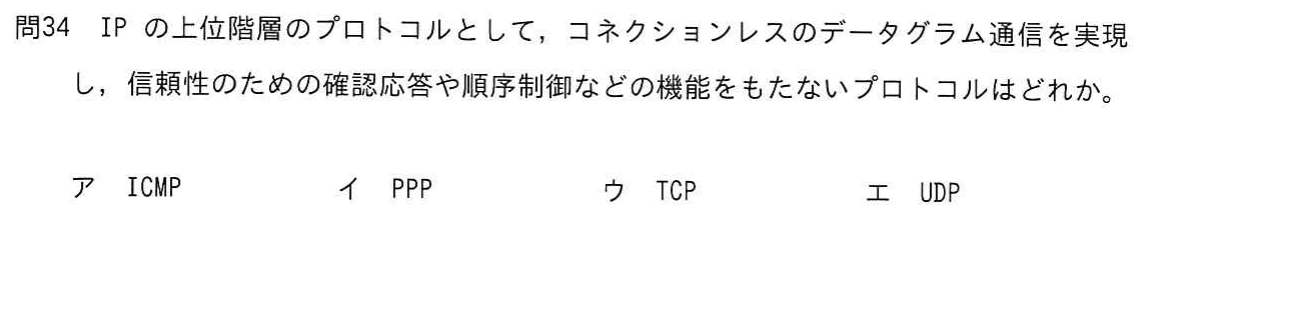 問34 IP の上位階層のプロトコルとして，コネクションレスのデータグラム通信を実現
し，信頼性のための確認応答や順序制御などの機能をもたないプロトコルはどれか。
ア ICMP イ PPP ウ TCP エ UDP